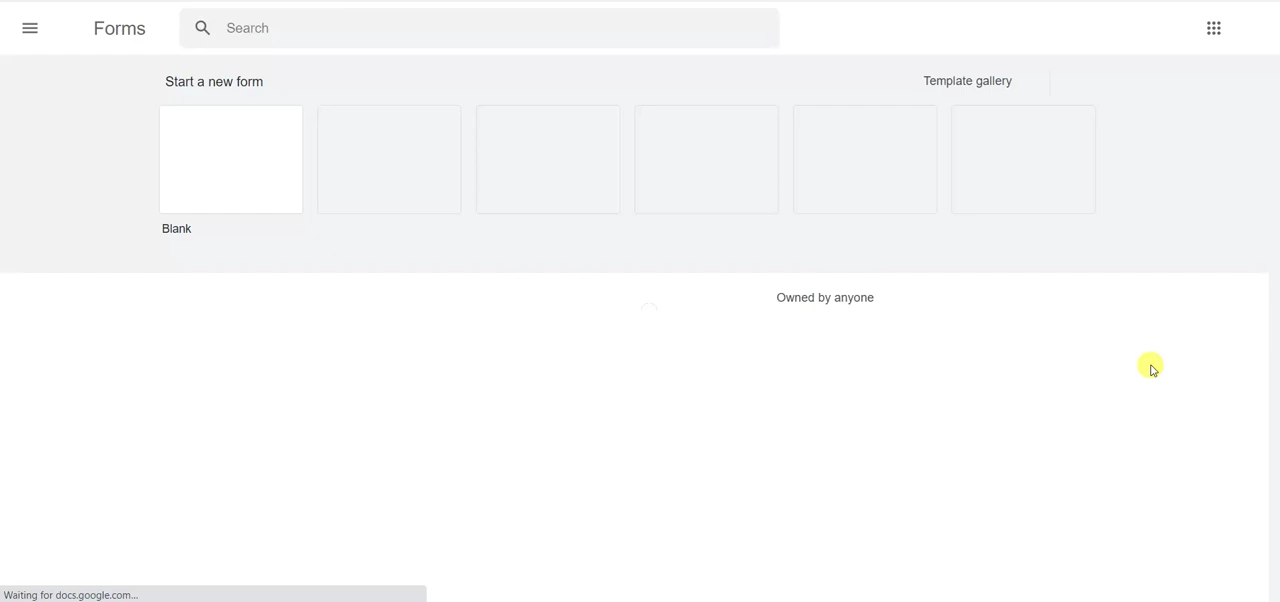 Forms
Search
Start a new form
Template gallery
Blank
Owned by anyone
Waiting for docs.google.com...